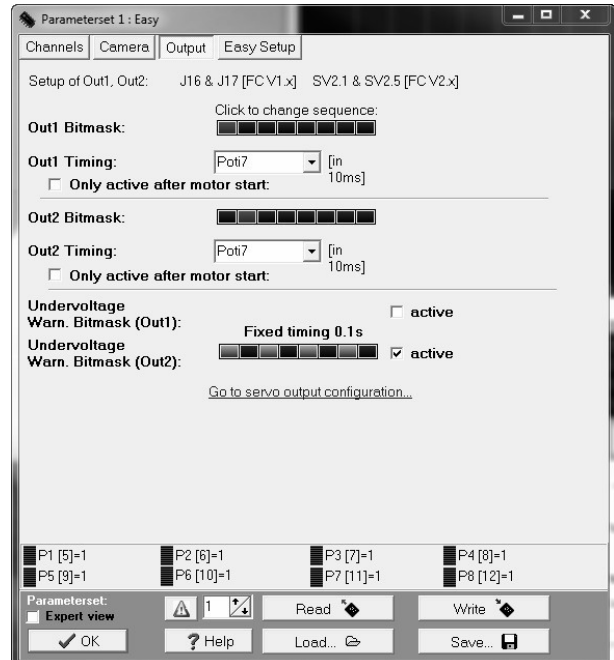 Parameterset 1 : Easy
Channels Camera Output Easy Setup
Setup of Out1, Out2: J16 & J17 [FC V1.x] SV2.1 & SV2.5 [FC V2.x]
Click to change sequence:
Out1 Bitmask:
Out1 Timing: Poti7 [in 10ms]
Only active after motor start:
Out2 Bitmask:
Out2 Timing: Poti7 [in 10ms]
Only active after motor start:
Undervoltage
Warn. Bitmask (Out1): active
Fixed timing 0.1s
Undervoltage
Warn. Bitmask (Out2): active
Go to servo output configuration...
P1 [5]=1 P2 [6]=1 P3 [7]=1 P4 [8]=1
P5 [9]=1 P6 [10]=1 P7 [11]=1 P8 [12]=1
Parameterset:
Expert view 1 Read Write
OK ? Help Load... Save...